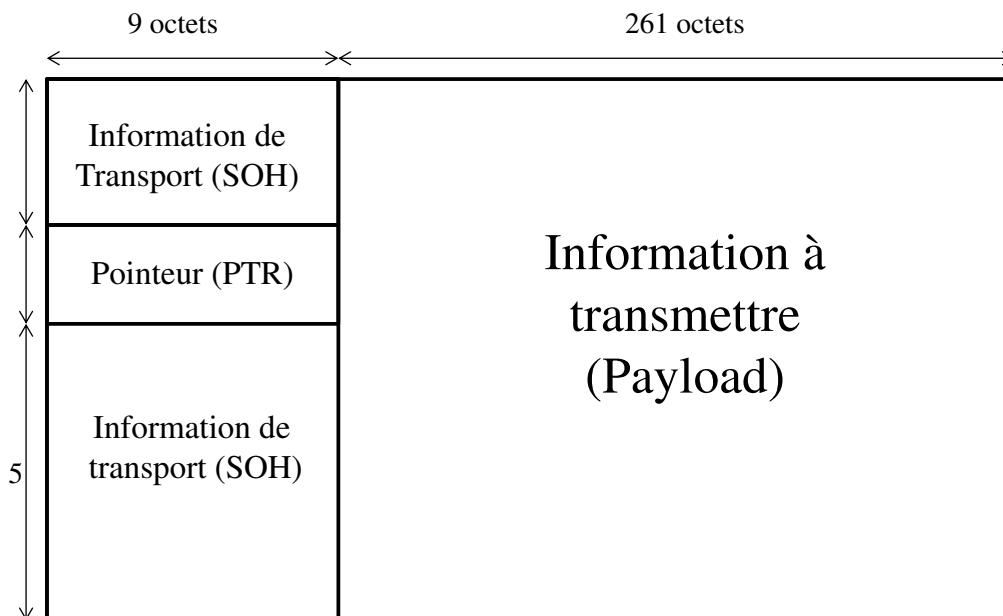 9 octets
261 octets
Information de
Transport (SOH)
Pointeur (PTR)
Information à
transmettre
(Payload)
Information de
transport (SOH)
5